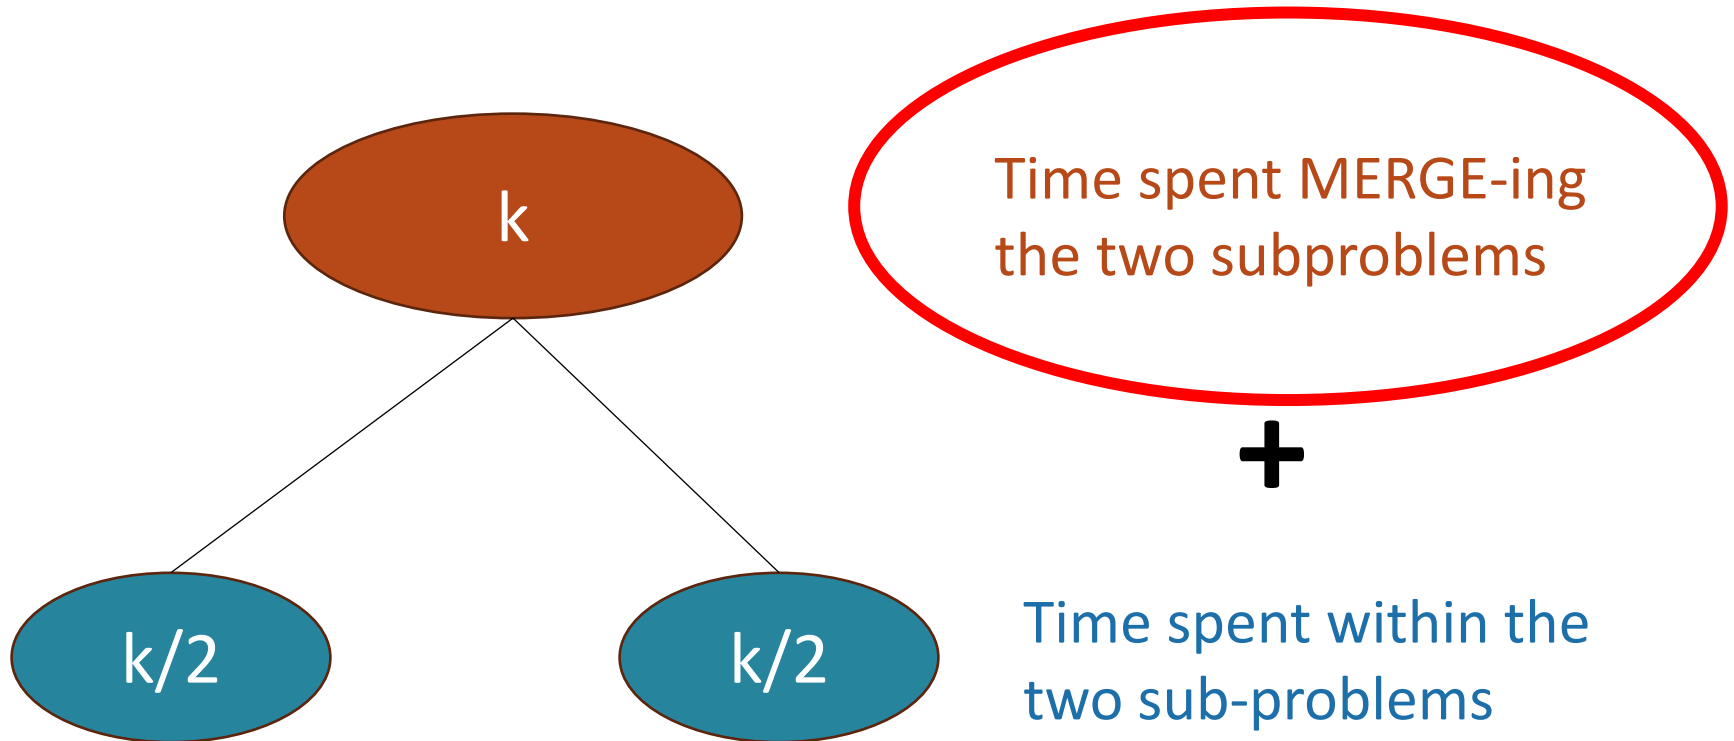 k
Time spent MERGE-ing
the two subproblems
+
k/2
k/2
Time spent within the
two sub-problems